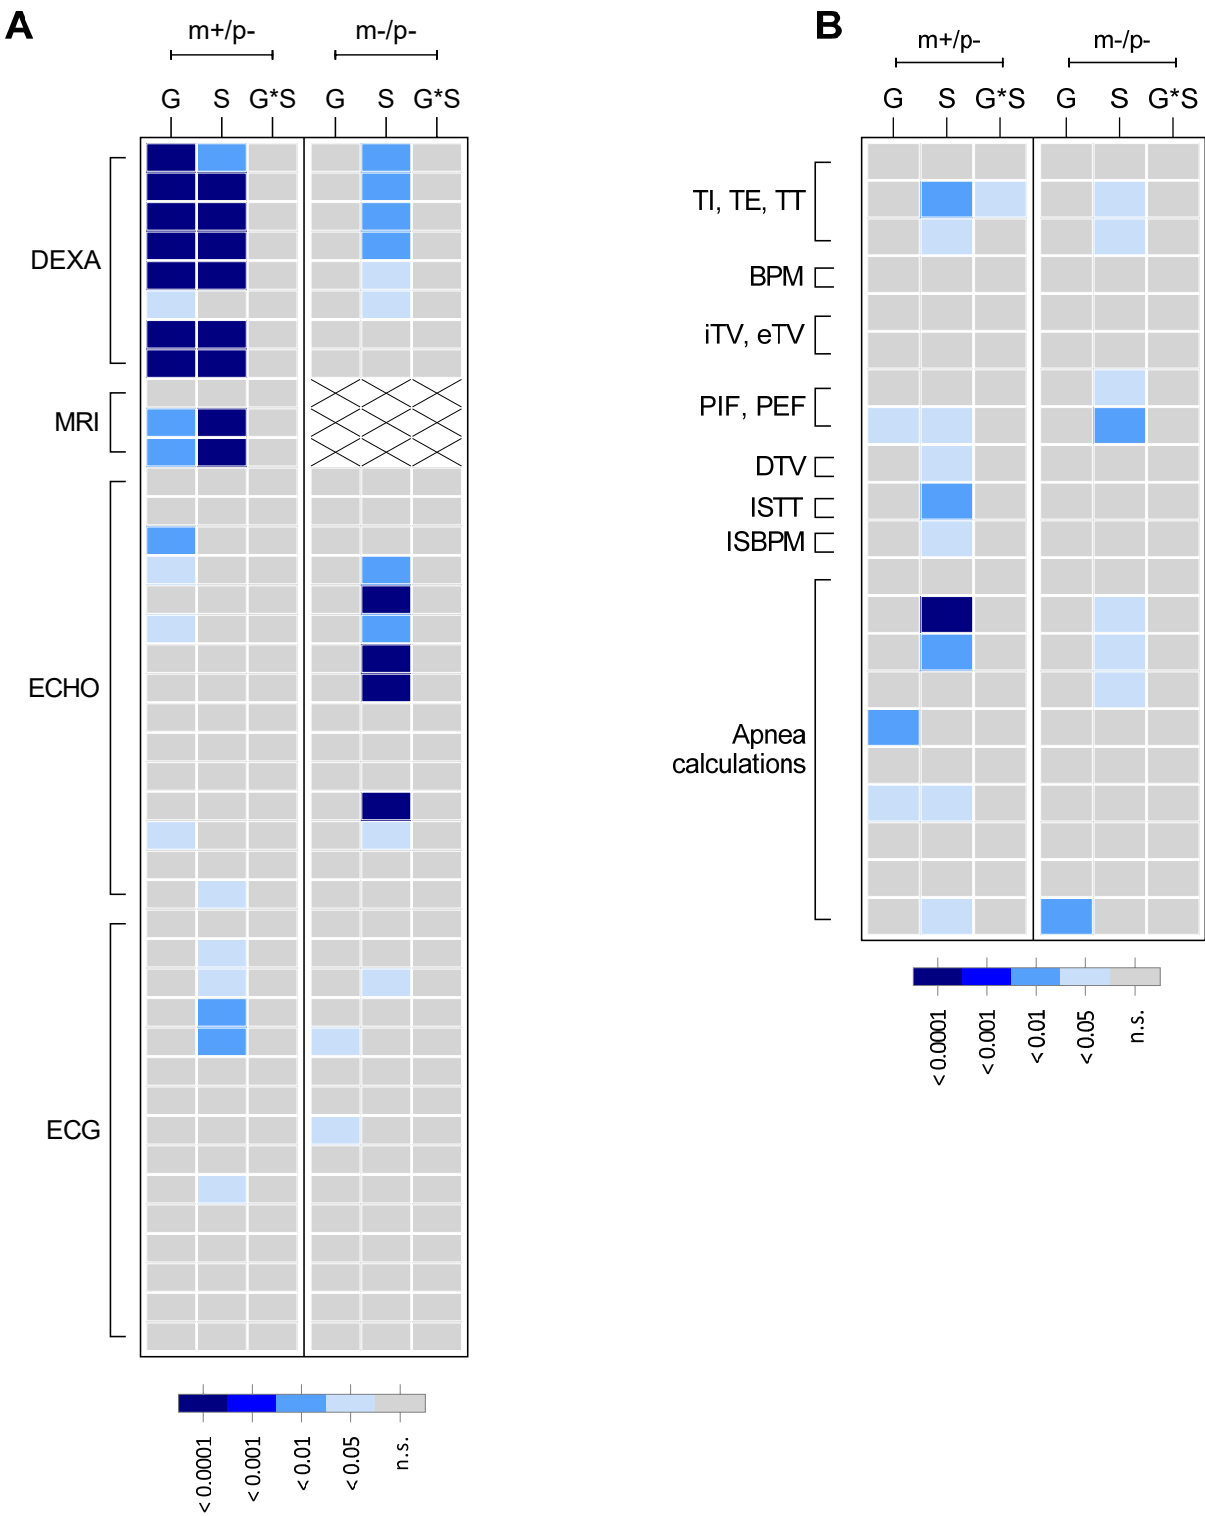 A
m+/p-
m-/p-
G S G*S G S G*S
DEXA
MRI
ECHO
ECG
< 0.0001
< 0.001
< 0.01
< 0.05
n.s.
B
m+/p-
m-/p-
G S G*S G S G*S
TI, TE, TT
BPM
iTV, eTV
PIF, PEF
DTV
ISTT
ISBPM
Apnea
calculations
< 0.0001
< 0.001
< 0.01
< 0.05
n.s.